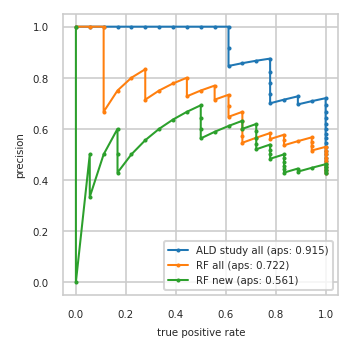 1.0
0.8
0.6
0.4
0.2
0.0
precision
0.0 0.2 0.4 0.6 0.8 1.0
true positive rate
ALD study all (aps: 0.915)
RF all (aps: 0.722)
RF new (aps: 0.561)